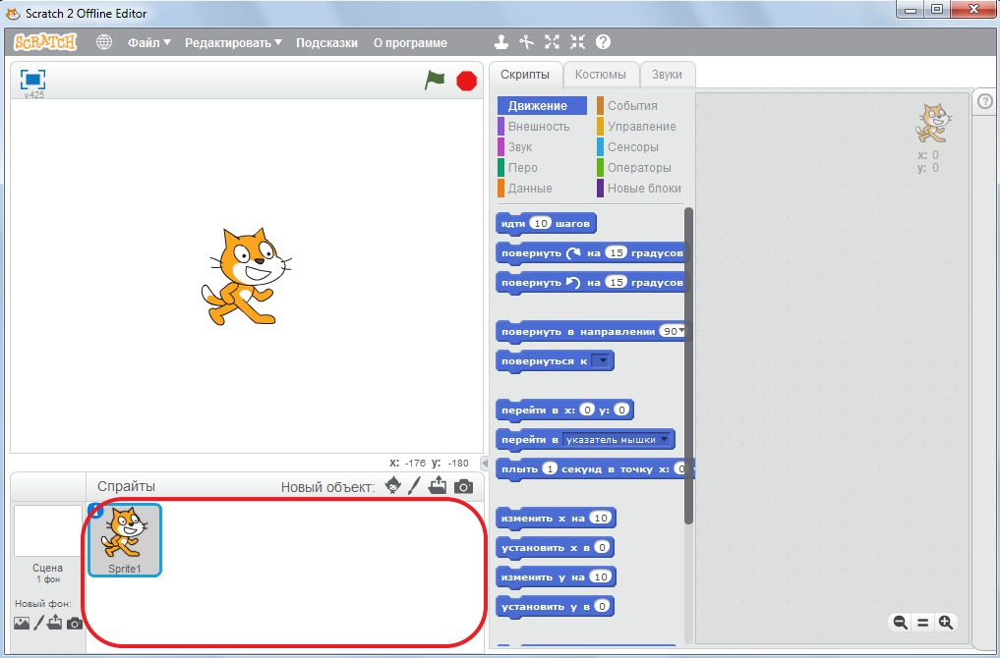 Scratch 2 Offline Editor
SCRATCH Файл Редактировать Подсказки О программе
v425
Скрипты Костюмы Звуки
Движение События
Внешность Управление
Звук Сенсоры
Перо Операторы
Данные Новые блоки
x: 0
y: 0
идти 10 шагов
повернуть на 15 градусов
повернуть на 15 градусов
повернуть в направлении 90
повернуться к
перейти в x: 0 y: 0
перейти в указатель мышки
плыть 1 секунд в точку x: 0
изменить x на 10
установить x в 0
изменить y на 10
установить y в 0
x: -176 y: -180
Спрайты Новый объект:
Sprite1
Сцена
1 фон
Новый фон: